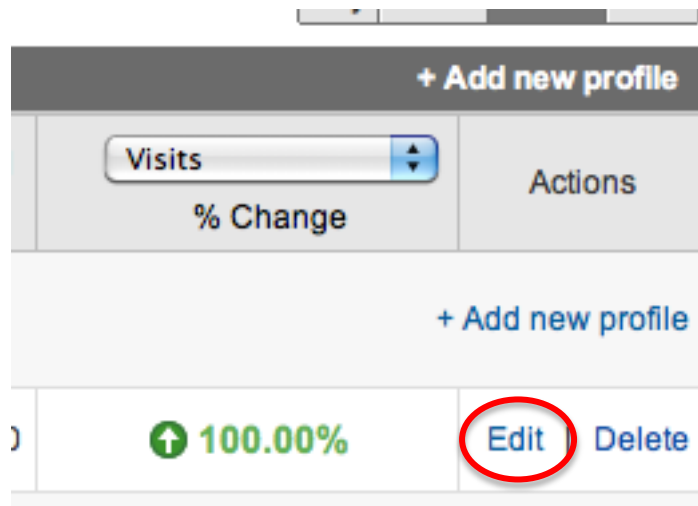 + Add new profile
Visits
% Change
Actions
+ Add new profile
100.00%
Edit | Delete